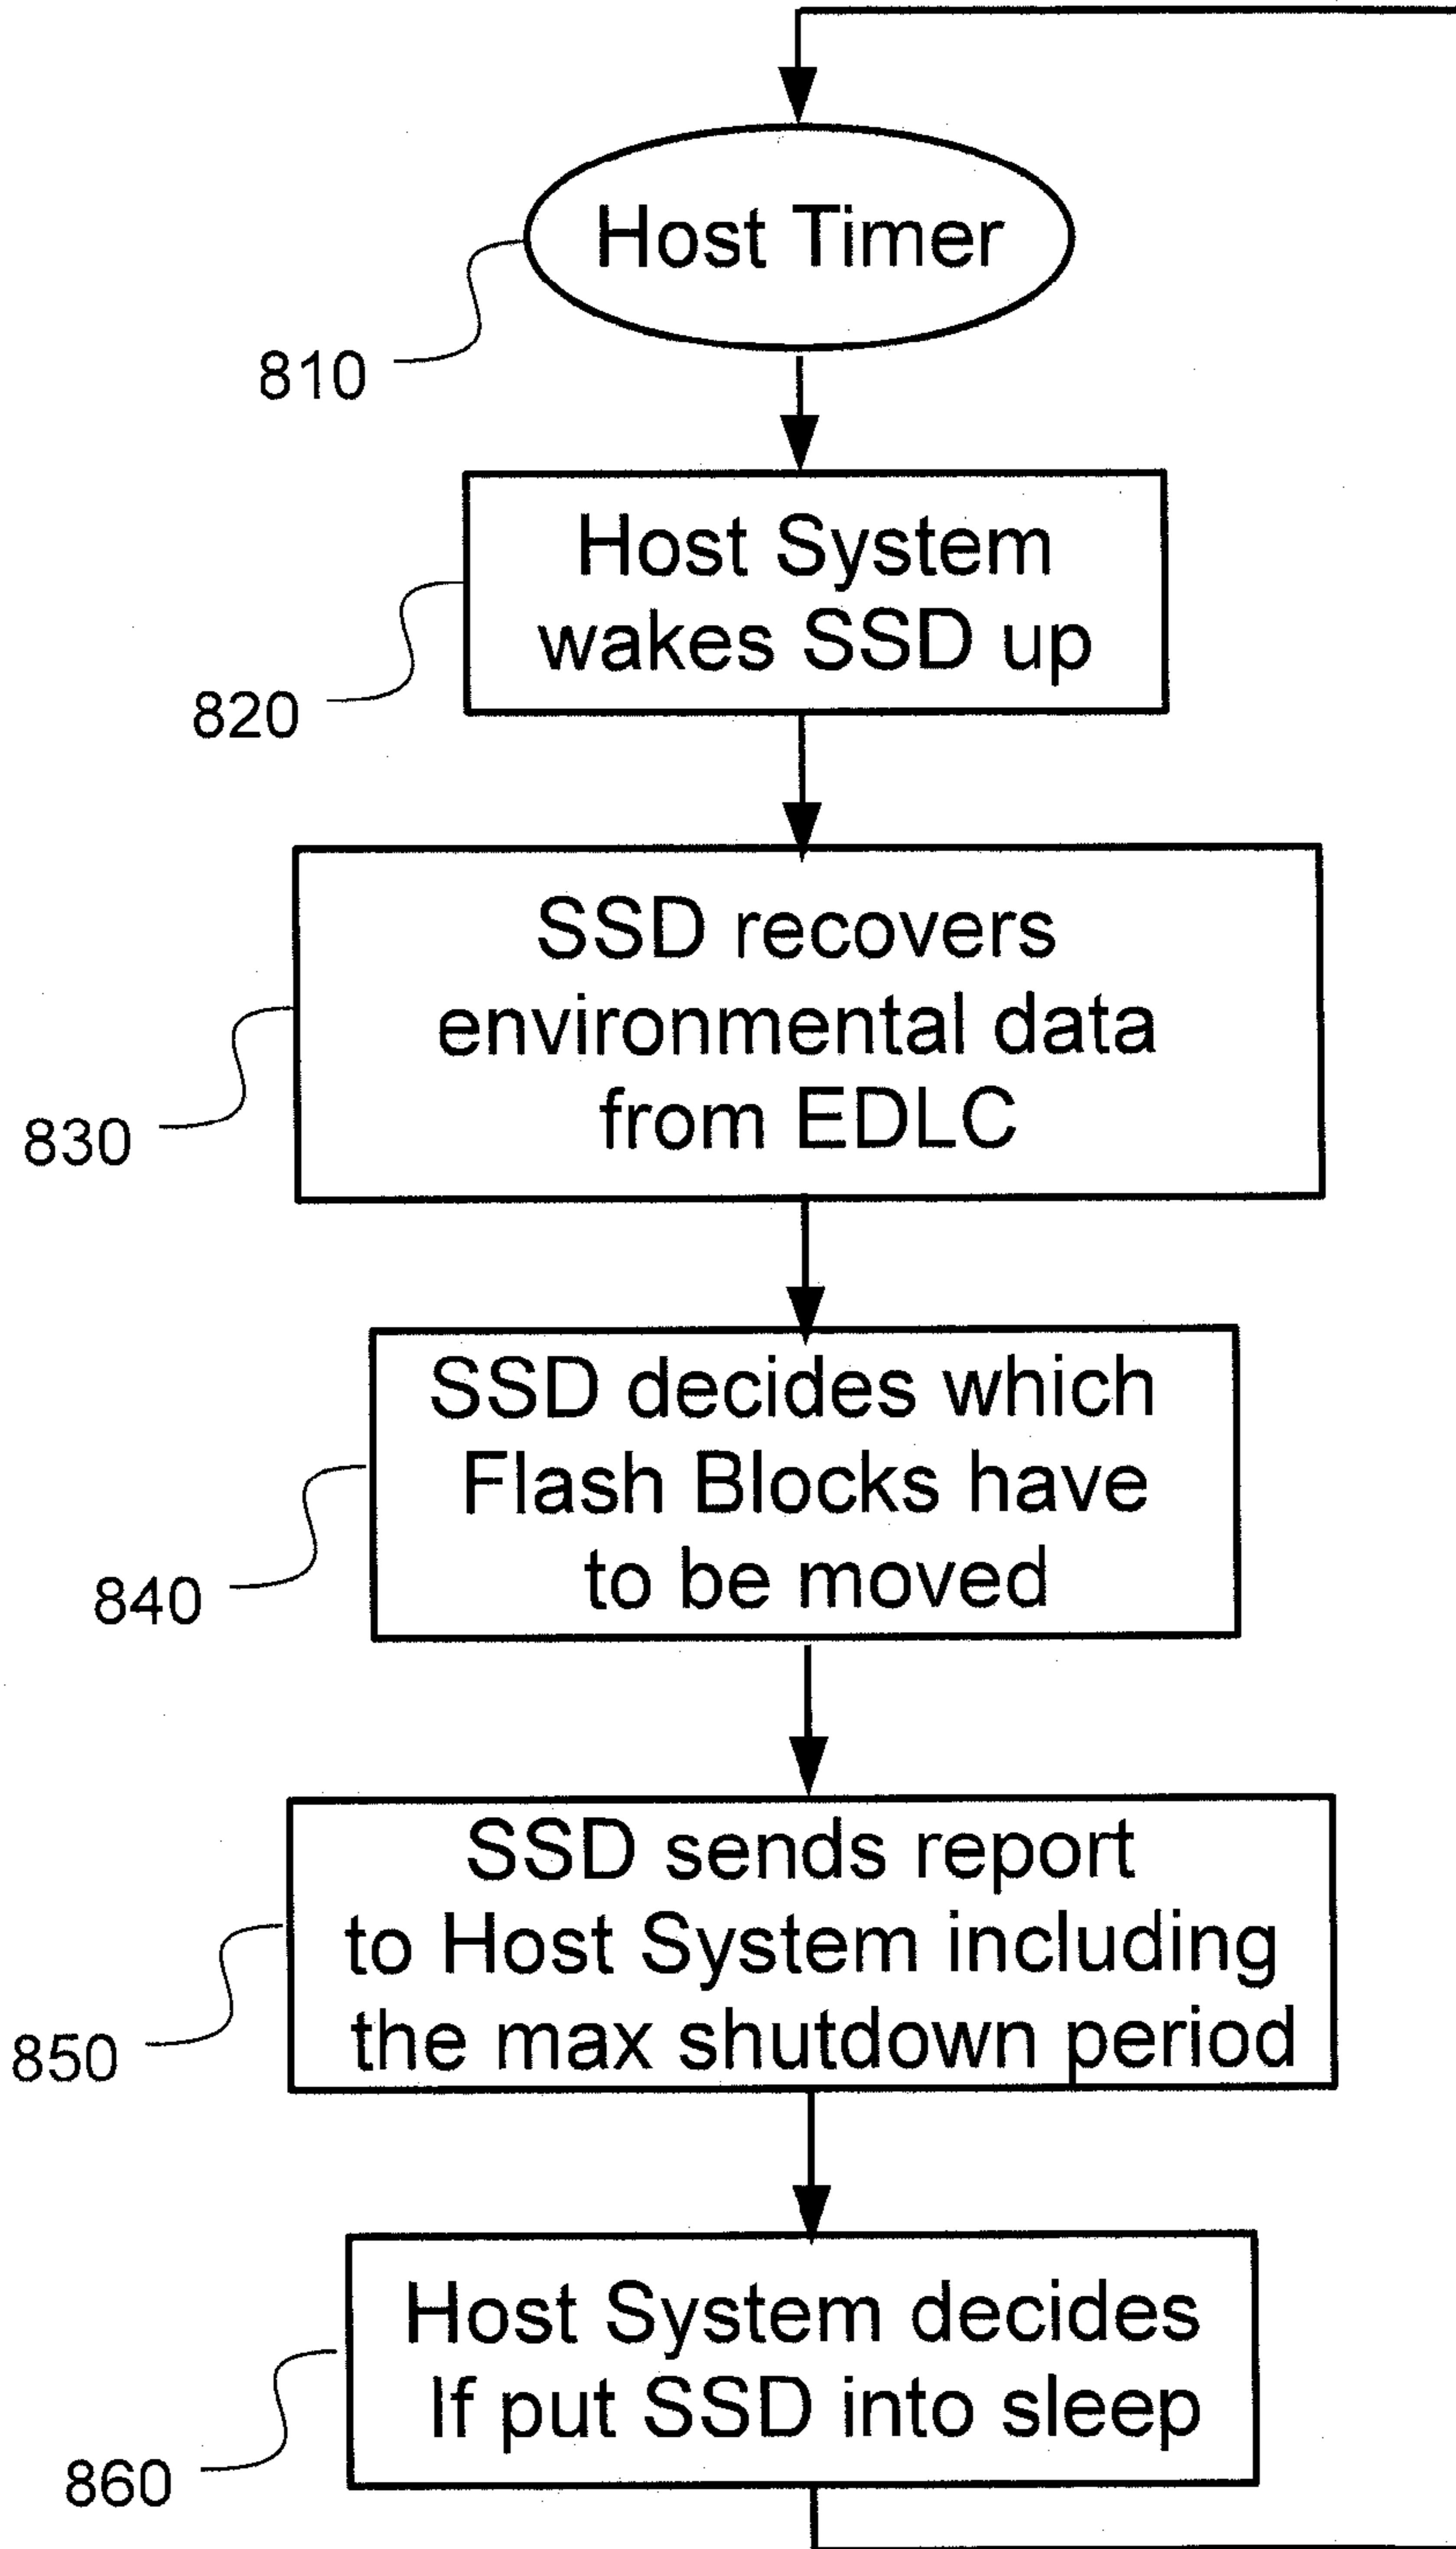 Host Timer
810
Host System
wakes SSD up
820
SSD recovers
environmental data
from EDLC
830
SSD decides which
Flash Blocks have
to be moved
840
SSD sends report
to Host System including
the max shutdown period
850
Host System decides
If put SSD into sleep
860